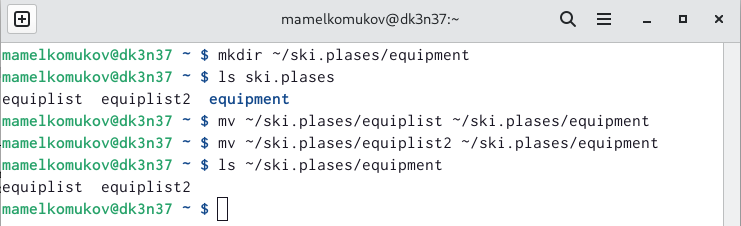 mamelkomukov@dk3n37:~
mamelkomukov@dk3n37 ~ $ mkdir ~/ski.plases/equipment
mamelkomukov@dk3n37 ~ $ ls ski.plases
equiplist  equiplist2  equipment
mamelkomukov@dk3n37 ~ $ mv ~/ski.plases/equiplist ~/ski.plases/equipment
mamelkomukov@dk3n37 ~ $ mv ~/ski.plases/equiplist2 ~/ski.plases/equipment
mamelkomukov@dk3n37 ~ $ ls ~/ski.plases/equipment
equiplist  equiplist2
mamelkomukov@dk3n37 ~ $